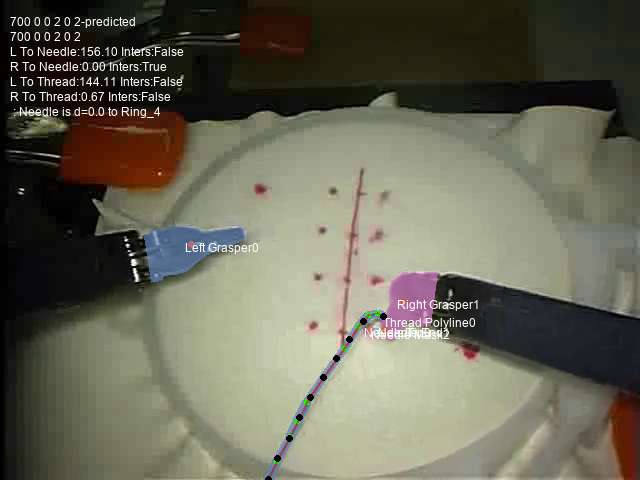 700 0 0 2 0 2-predicted
700 0 0 2 0 2
L To Needle:156.10 Inters:False
R To Needle:0.00 Inters:True
L To Thread:144.11 Inters:False
R To Thread:0.67 Inters:False
: Needle is d=0.0 to Ring_4
Left Grasper0
Right Grasper1
Thread Polyline0
Needle Mask2